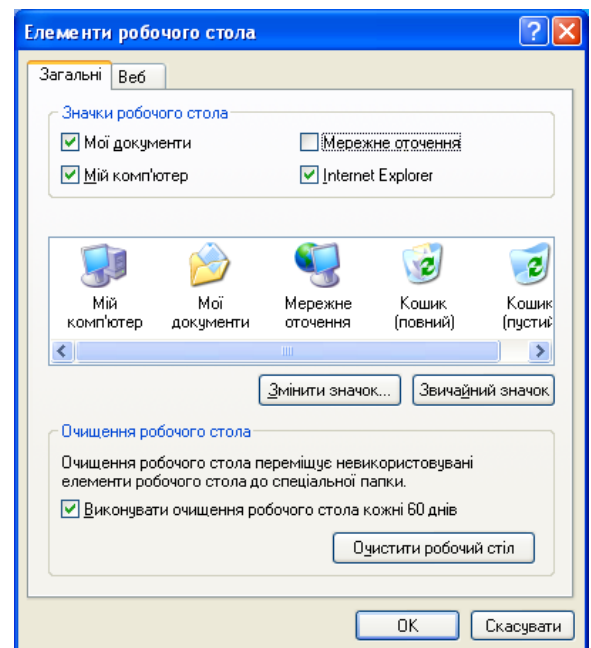 Елементи робочого стола
Загальні Веб
Значки робочого стола
Мої документи Мережне оточення
Мій комп'ютер Internet Explorer
Мій Мої Мережне Кошик Кошик
комп'ютер документи оточення (повний) (пустий
Змінити значок... Звичайний значок
Очищення робочого стола
Очищення робочого стола переміщує невикористовувані
елементи робочого стола до спеціальної папки.
Виконувати очищення робочого стола кожні 60 днів
Очистити робочий стіл
OK Скасувати